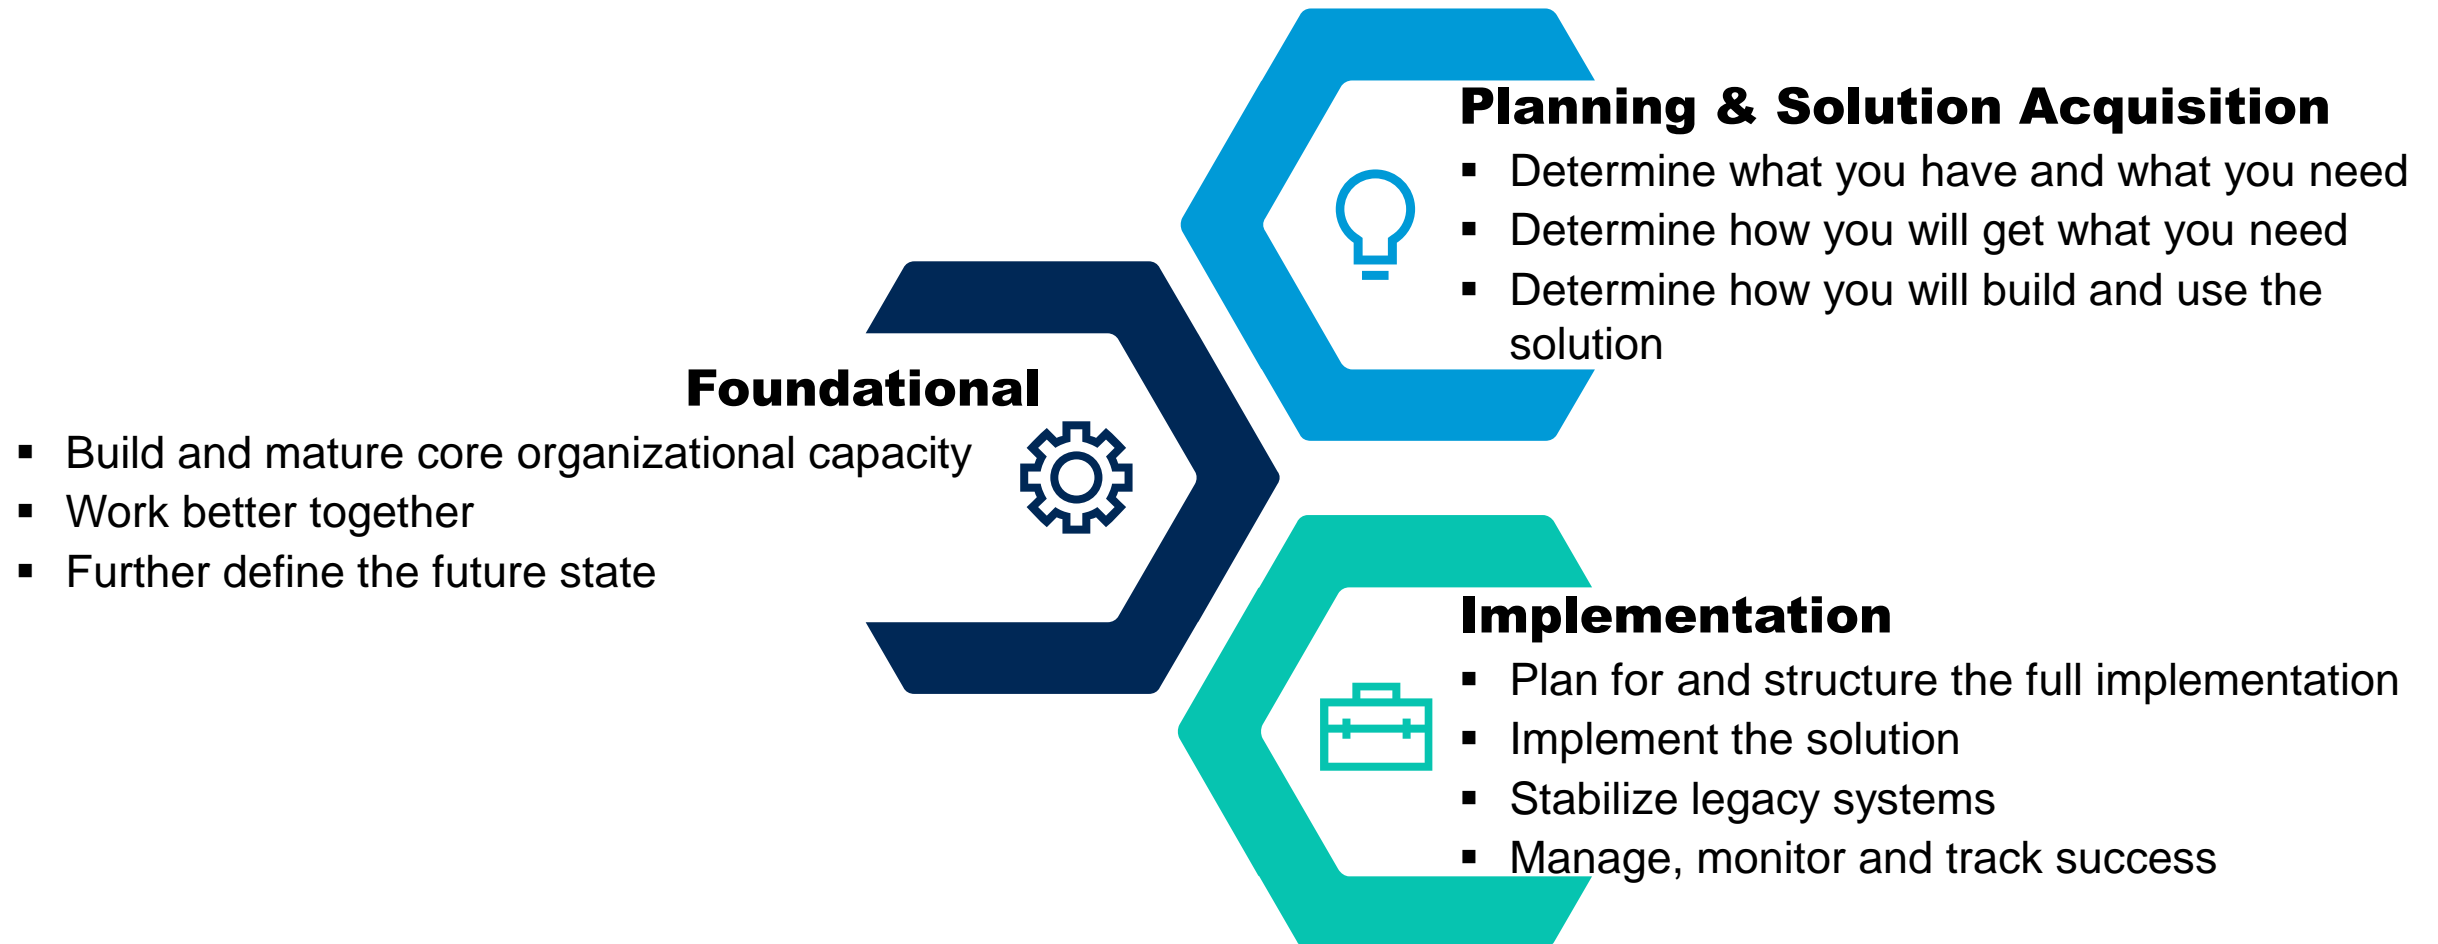 Planning & Solution Acquisition
▪ Determine what you have and what you need
▪ Determine how you will get what you need
▪ Determine how you will build and use the
solution
Foundational
▪ Build and mature core organizational capacity
▪ Work better together
▪ Further define the future state
Implementation
▪ Plan for and structure the full implementation
▪ Implement the solution
▪ Stabilize legacy systems
▪ Manage, monitor and track success